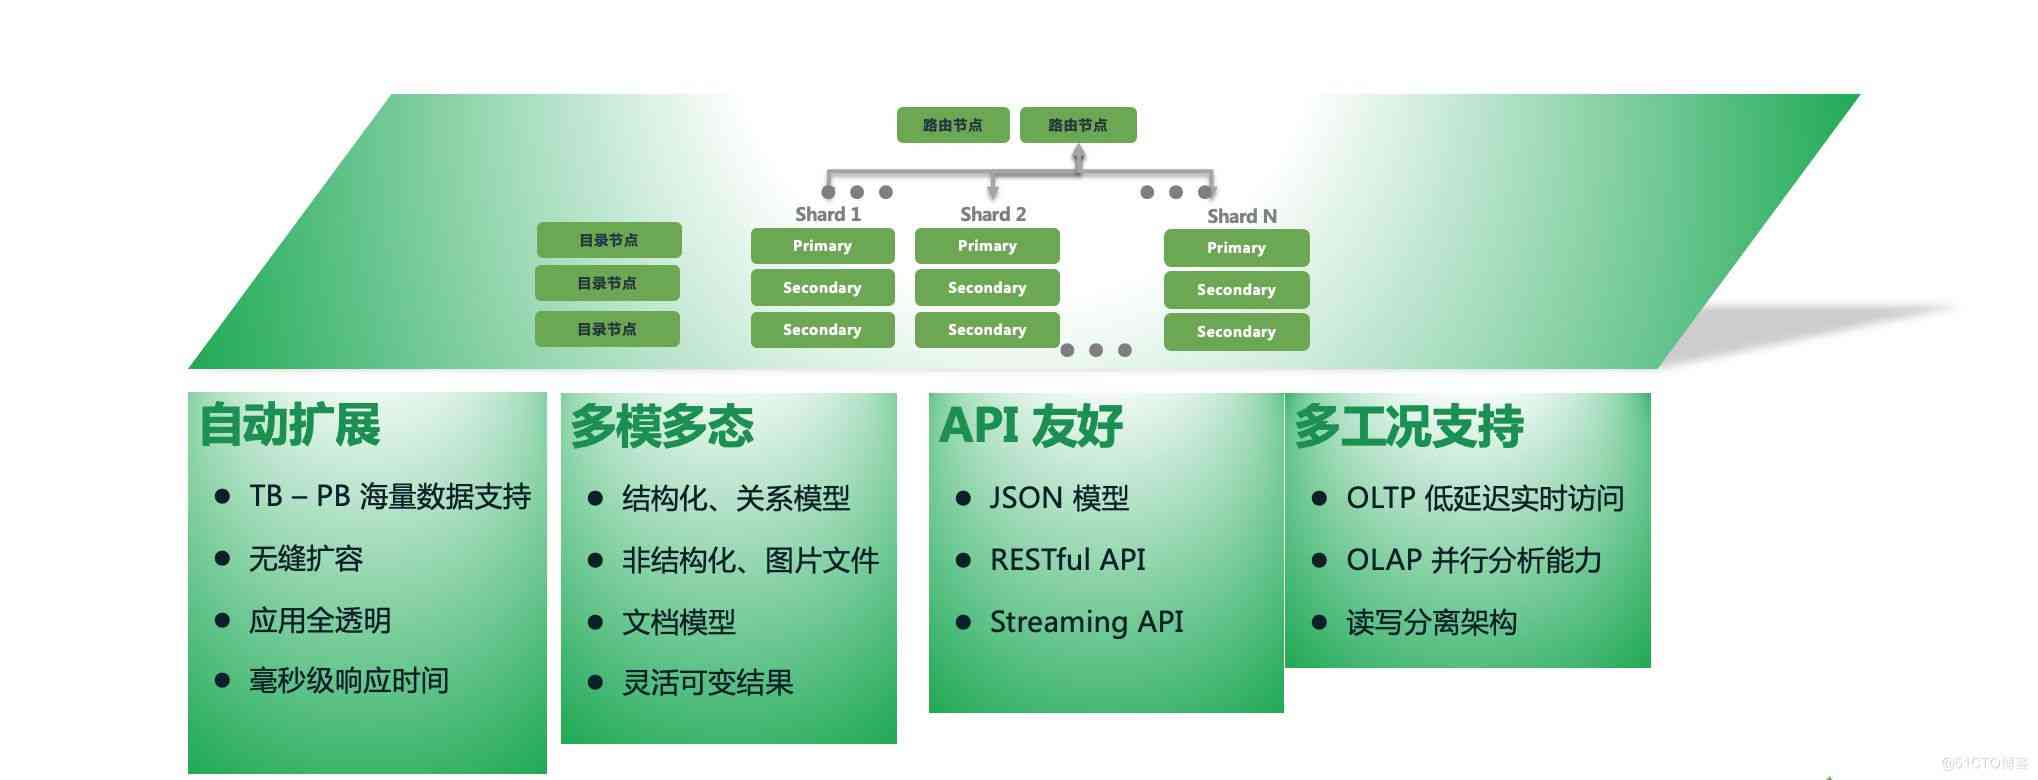 路由节点
路由节点
Shard 1
Shard 2
Shard N
目录节点
目录节点
目录节点
Primary
Secondary
Secondary
Primary
Secondary
Secondary
Primary
Secondary
Secondary
自动扩展
● TB – PB 海量数据支持
● 无缝扩容
● 应用全透明
● 毫秒级响应时间
多模多态
● 结构化、关系模型
● 非结构化、图片文件
● 文档模型
● 灵活可变结果
API 友好
● JSON 模型
● RESTful API
● Streaming API
多工况支持
● OLTP 低延迟实时访问
● OLAP 并行分析能力
● 读写分离架构
@51CTO博客